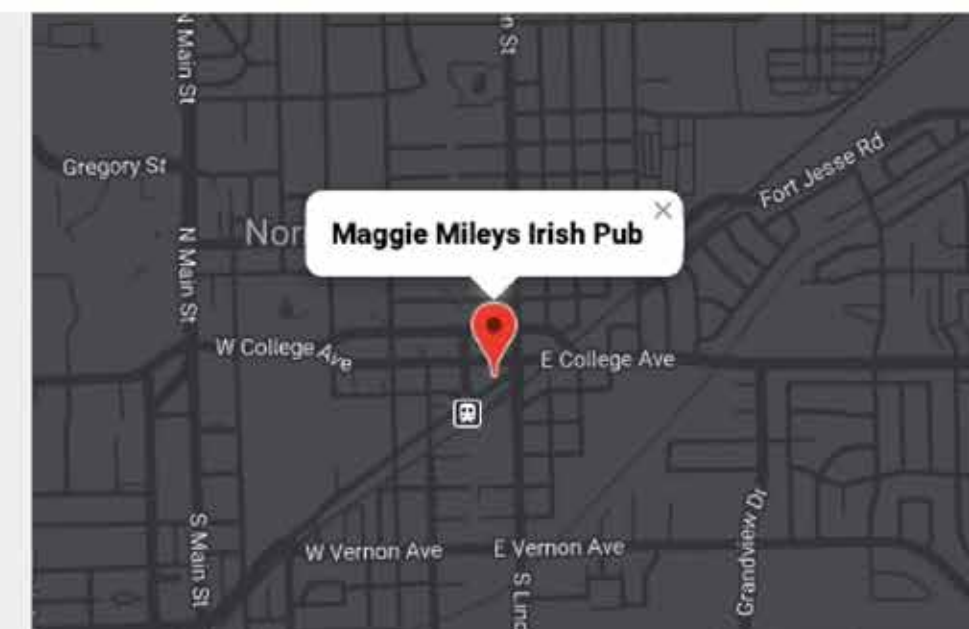 N Main St
n St
Gregory St
Fort Jesse Rd
Nor
Maggie Mileys Irish Pub
×
N Main St
W College Ave
E College Ave
W Vernon Ave
E Vernon Ave
S Main St
S Linc
Grandview Dr